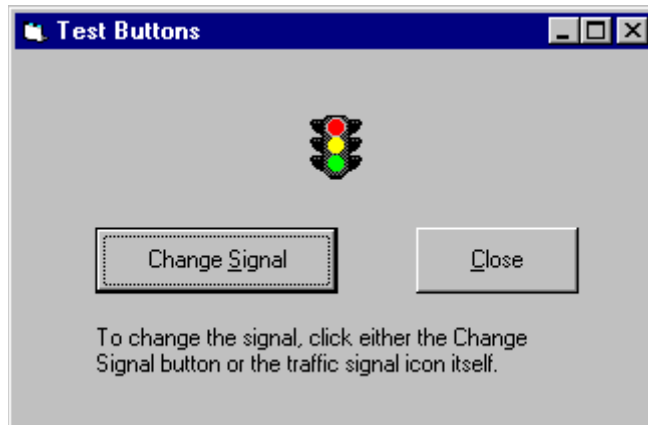 Test Buttons
Change Signal
Close
To change the signal, click either the Change
Signal button or the traffic signal icon itself.